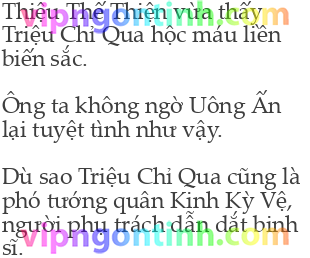 Thiệu Thế Thiện vừa thấy
vipngontinh.com
Triệu Chi Qua hộc máu liền
biến sắc.
Ông ta không ngờ Uông Ấn
lại tuyệt tình như vậy.
Dù sao Triệu Chi Qua cũng là
phó tướng quân Kinh Kỳ Vệ,
người phụ trách dẫn dắt binh
vipngontinh.com
sĩ.